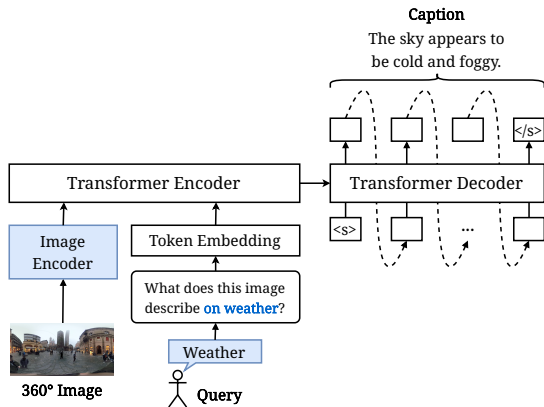 Caption
The sky appears to
be cold and foggy.
</s>
Transformer Encoder
Transformer Decoder
Image
Encoder
Token Embedding
<s>
...
What does this image
describe on weather?
Weather
360° Image
Query